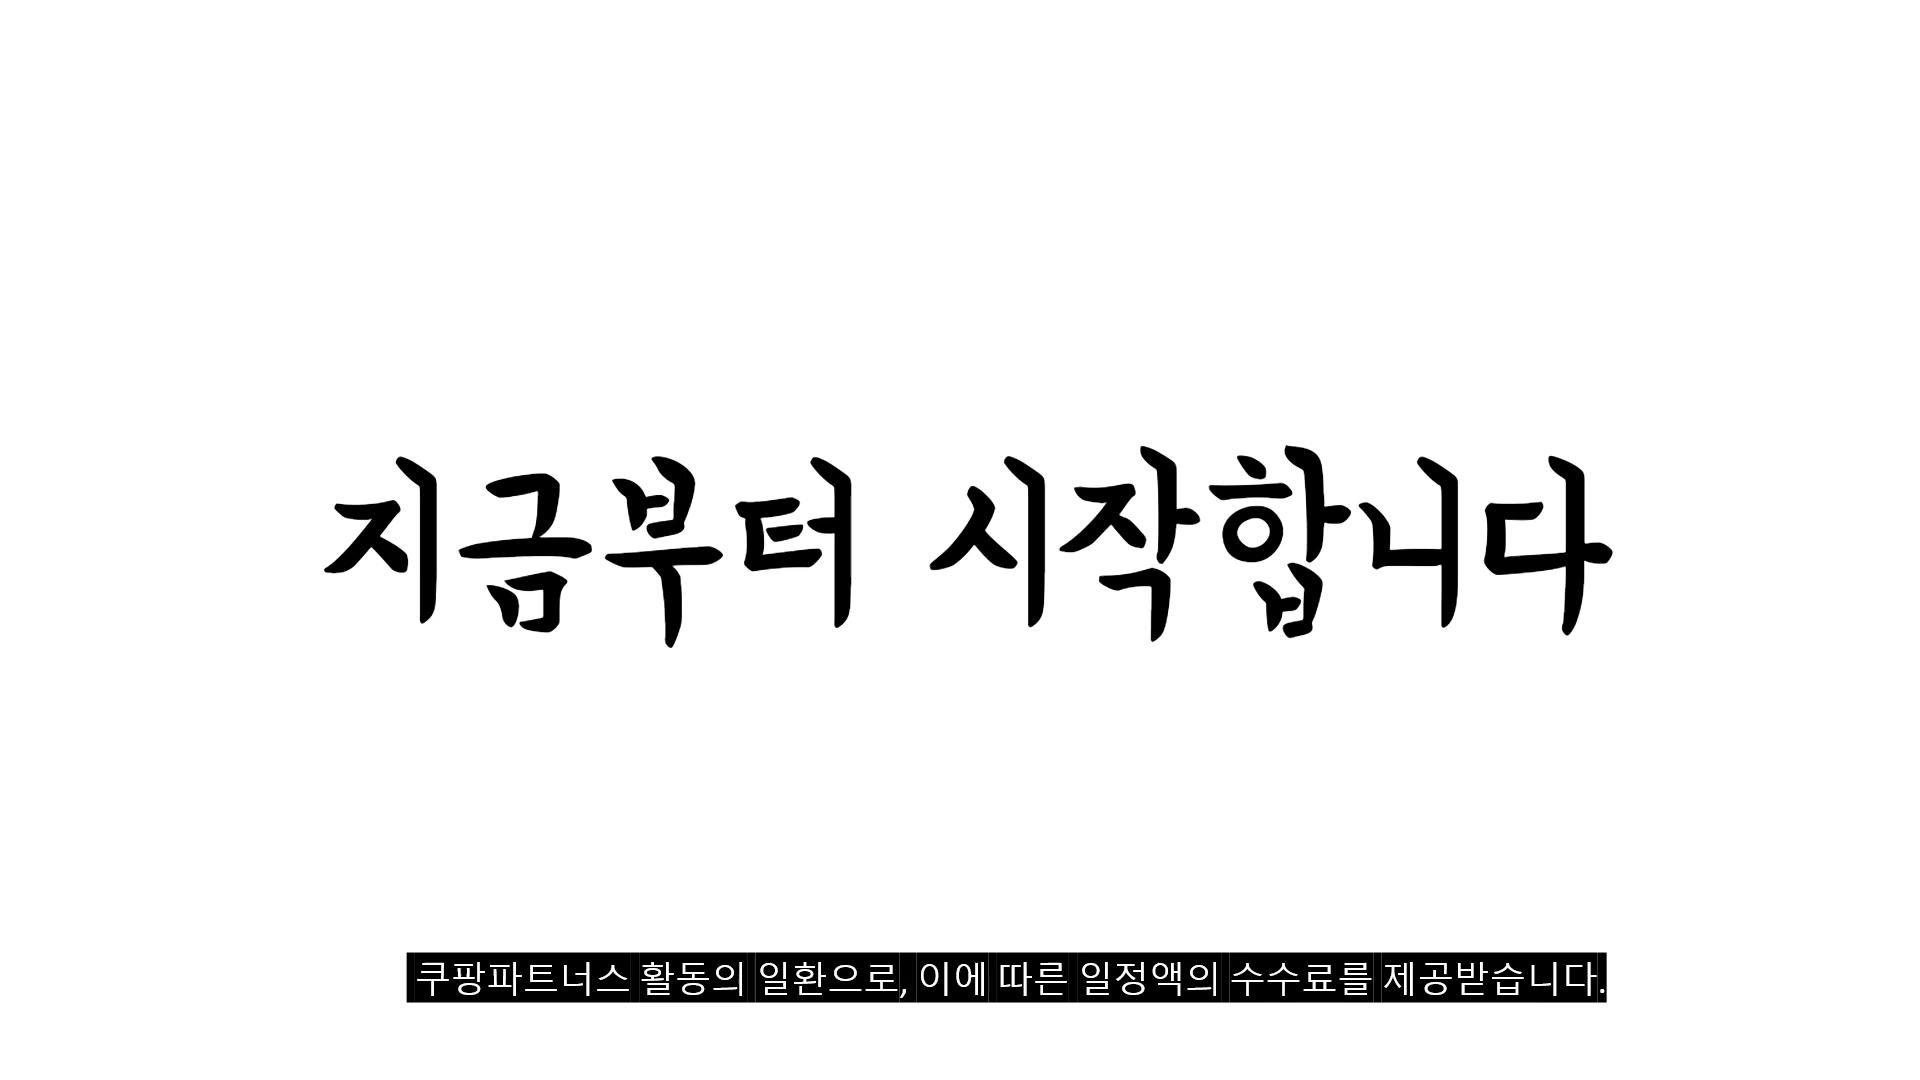 지금부터 시작합니다
쿠팡파트너스 활동의 일환으로, 이에 따른 일정액의 수수료를 제공받습니다.